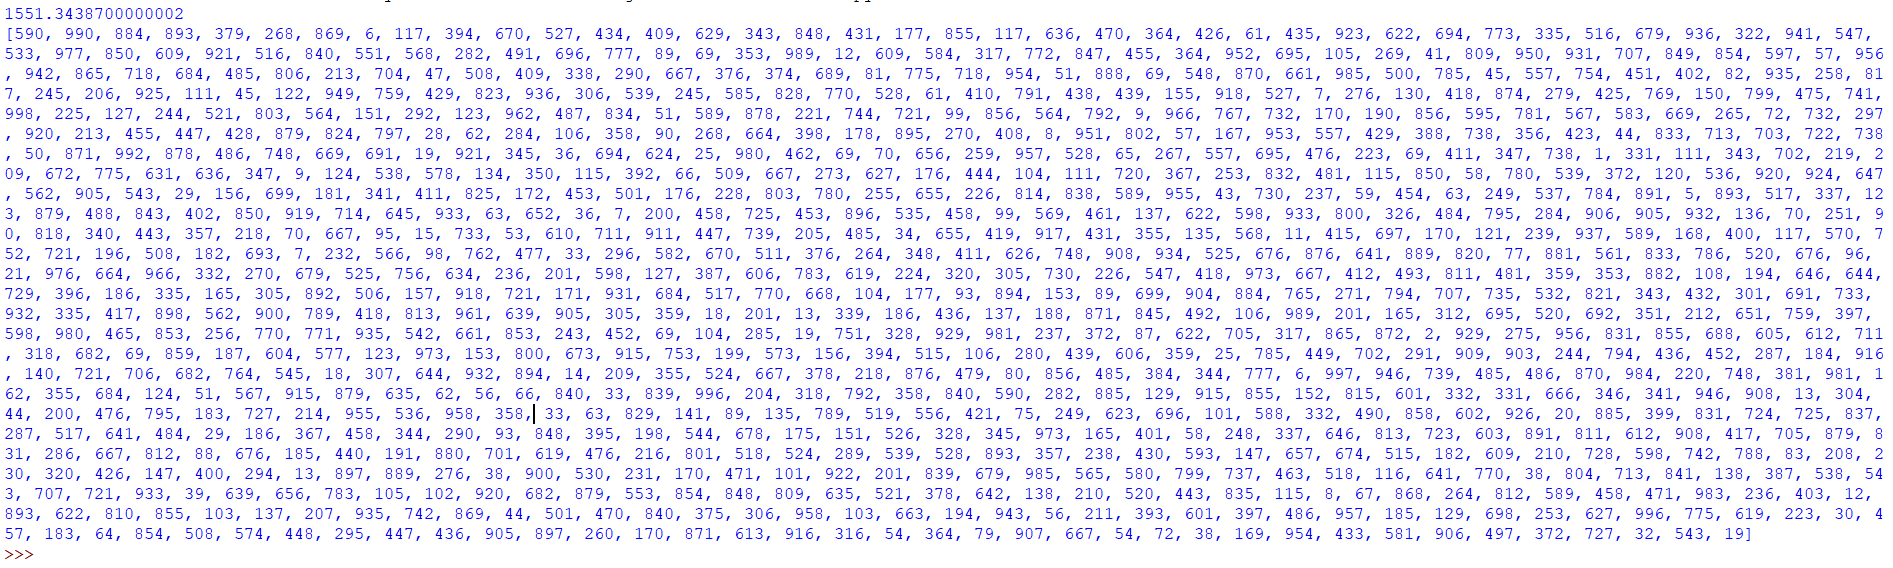 1551.3438700000002
[590, 990, 884, 893, 379, 268, 869, 6, 117, 394, 670, 527, 434, 409, 629, 343, 848, 431, 177, 855, 117, 636, 470, 364, 426, 61, 435, 923, 622, 694, 773, 335, 516, 679, 936, 322, 941, 547,
533, 977, 850, 609, 921, 516, 840, 551, 568, 282, 491, 696, 777, 89, 69, 353, 989, 12, 609, 584, 317, 772, 847, 455, 364, 952, 695, 105, 269, 41, 809, 950, 931, 707, 849, 854, 597, 57, 956
, 942, 865, 718, 684, 485, 806, 213, 704, 47, 508, 409, 338, 290, 667, 376, 374, 689, 81, 775, 718, 954, 51, 888, 69, 548, 870, 661, 985, 500, 785, 45, 557, 754, 451, 402, 82, 935, 258, 81
7, 245, 206, 925, 111, 45, 122, 949, 759, 429, 823, 936, 306, 539, 245, 585, 828, 770, 528, 61, 410, 791, 438, 439, 155, 918, 527, 7, 276, 130, 418, 874, 279, 425, 769, 150, 799, 475, 741,
998, 225, 127, 244, 521, 803, 564, 151, 292, 123, 962, 487, 834, 51, 589, 878, 221, 744, 721, 99, 856, 564, 792, 9, 966, 767, 732, 170, 190, 856, 595, 781, 567, 583, 669, 265, 72, 732, 297
, 920, 213, 455, 447, 428, 879, 824, 797, 28, 62, 284, 106, 358, 90, 268, 664, 398, 178, 895, 270, 408, 8, 951, 802, 57, 167, 953, 557, 429, 388, 738, 356, 423, 44, 833, 713, 703, 722, 738
, 50, 871, 992, 878, 486, 748, 669, 691, 19, 921, 345, 36, 694, 624, 25, 980, 462, 69, 70, 656, 259, 957, 528, 65, 267, 557, 695, 476, 223, 69, 411, 347, 738, 1, 331, 111, 343, 702, 219, 2
09, 672, 775, 631, 636, 347, 9, 124, 538, 578, 134, 350, 115, 392, 66, 509, 667, 273, 627, 176, 444, 104, 111, 720, 367, 253, 832, 481, 115, 850, 58, 780, 539, 372, 120, 536, 920, 924, 647
, 562, 905, 543, 29, 156, 699, 181, 341, 411, 825, 172, 453, 501, 176, 228, 803, 780, 255, 655, 226, 814, 838, 589, 955, 43, 730, 237, 59, 454, 63, 249, 537, 784, 891, 5, 893, 517, 337, 12
3, 879, 488, 843, 402, 850, 919, 714, 645, 933, 63, 652, 36, 7, 200, 458, 725, 453, 896, 535, 458, 99, 569, 461, 137, 622, 598, 933, 800, 326, 484, 795, 284, 906, 905, 932, 136, 70, 251, 9
0, 818, 340, 443, 357, 218, 70, 667, 95, 15, 733, 53, 610, 711, 911, 447, 739, 205, 485, 34, 655, 419, 917, 431, 355, 135, 568, 11, 415, 697, 170, 121, 239, 937, 589, 168, 400, 117, 570, 7
52, 721, 196, 508, 182, 693, 7, 232, 566, 98, 762, 477, 33, 296, 582, 670, 511, 376, 264, 348, 411, 626, 748, 908, 934, 525, 676, 876, 641, 889, 820, 77, 881, 561, 833, 786, 520, 676, 96,
21, 976, 664, 966, 332, 270, 679, 525, 756, 634, 236, 201, 598, 127, 387, 606, 783, 619, 224, 320, 305, 730, 226, 547, 418, 973, 667, 412, 493, 811, 481, 359, 353, 882, 108, 194, 646, 644,
729, 396, 186, 335, 165, 305, 892, 506, 157, 918, 721, 171, 931, 684, 517, 770, 668, 104, 177, 93, 894, 153, 89, 699, 904, 884, 765, 271, 794, 707, 735, 532, 821, 343, 432, 301, 691, 733,
932, 335, 417, 898, 562, 900, 789, 418, 813, 961, 639, 905, 305, 359, 18, 201, 13, 339, 186, 436, 137, 188, 871, 845, 492, 106, 989, 201, 165, 312, 695, 520, 692, 351, 212, 651, 759, 397,
598, 980, 465, 853, 256, 770, 771, 935, 542, 661, 853, 243, 452, 69, 104, 285, 19, 751, 328, 929, 981, 237, 372, 87, 622, 705, 317, 865, 872, 2, 929, 275, 956, 831, 855, 688, 605, 612, 711
, 318, 682, 69, 859, 187, 604, 577, 123, 973, 153, 800, 673, 915, 753, 199, 573, 156, 394, 515, 106, 280, 439, 606, 359, 25, 785, 449, 702, 291, 909, 903, 244, 794, 436, 452, 287, 184, 916
, 140, 721, 706, 682, 764, 545, 18, 307, 644, 932, 894, 14, 209, 355, 524, 667, 378, 218, 876, 479, 80, 856, 485, 384, 344, 777, 6, 997, 946, 739, 485, 486, 870, 984, 220, 748, 381, 981, 1
62, 355, 684, 124, 51, 567, 915, 879, 635, 62, 56, 66, 840, 33, 839, 996, 204, 318, 792, 358, 840, 590, 282, 885, 129, 915, 855, 152, 815, 601, 332, 331, 666, 346, 341, 946, 908, 13, 304,
44, 200, 476, 795, 183, 727, 214, 955, 536, 958, 358, 33, 63, 829, 141, 89, 135, 789, 519, 556, 421, 75, 249, 623, 696, 101, 588, 332, 490, 858, 602, 926, 20, 885, 399, 831, 724, 725, 837,
287, 517, 641, 484, 29, 186, 367, 458, 344, 290, 93, 848, 395, 198, 544, 678, 175, 151, 526, 328, 345, 973, 165, 401, 58, 248, 337, 646, 813, 723, 603, 891, 811, 612, 908, 417, 705, 879, 8
31, 286, 667, 812, 88, 676, 185, 440, 191, 880, 701, 619, 476, 216, 801, 518, 524, 289, 539, 528, 893, 357, 238, 430, 593, 147, 657, 674, 515, 182, 609, 210, 728, 598, 742, 788, 83, 208, 2
30, 320, 426, 147, 400, 294, 13, 897, 889, 276, 38, 900, 530, 231, 170, 471, 101, 922, 201, 839, 679, 985, 565, 580, 799, 737, 463, 518, 116, 641, 770, 38, 804, 713, 841, 138, 387, 538, 54
3, 707, 721, 933, 39, 639, 656, 783, 105, 102, 920, 682, 879, 553, 854, 848, 809, 635, 521, 378, 642, 138, 210, 520, 443, 835, 115, 8, 67, 868, 264, 812, 589, 458, 471, 983, 236, 403, 12,
893, 622, 810, 855, 103, 137, 207, 935, 742, 869, 44, 501, 470, 840, 375, 306, 958, 103, 663, 194, 943, 56, 211, 393, 601, 397, 486, 957, 185, 129, 698, 253, 627, 996, 775, 619, 223, 30, 4
57, 183, 64, 854, 508, 574, 448, 295, 447, 436, 905, 897, 260, 170, 871, 613, 916, 316, 54, 364, 79, 907, 667, 54, 72, 38, 169, 954, 433, 581, 906, 497, 372, 727, 32, 543, 19]
>>>